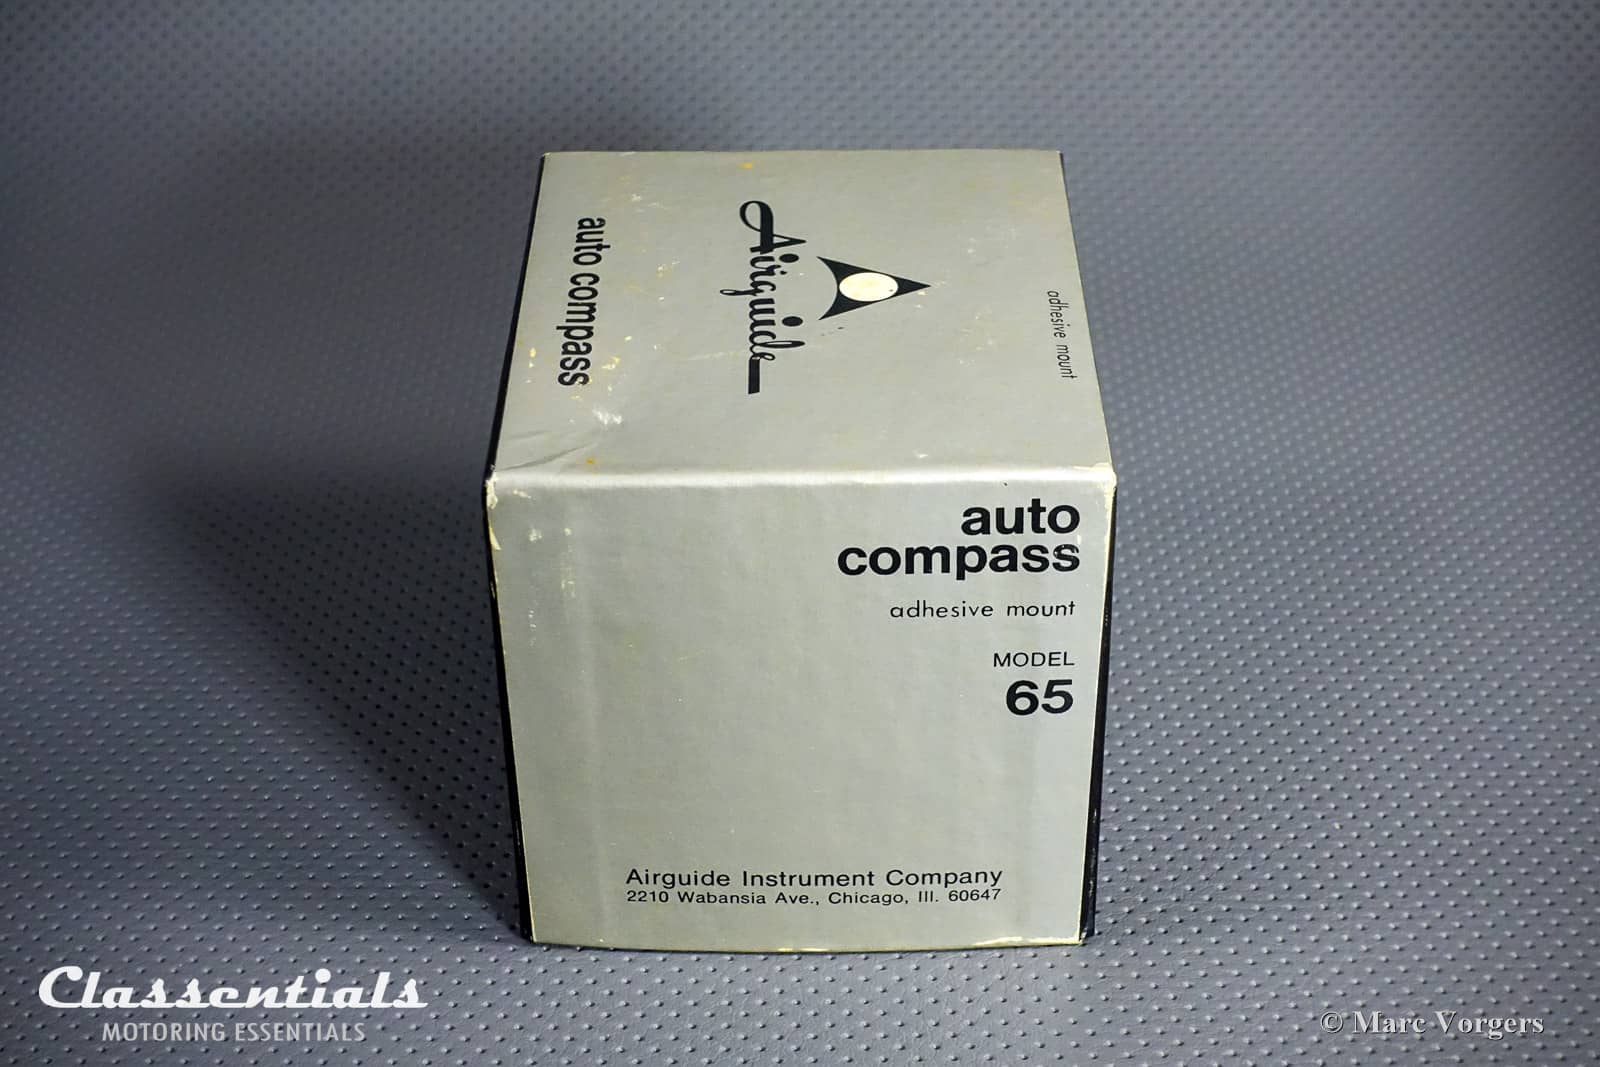 auto compass
Airguide
adhesive mount
auto
compass
adhesive mount
MODEL
65
Airguide Instrument Company
2210 Wabansia Ave., Chicago, Ill. 60647
Classentials
MOTORING ESSENTIALS
© Marc Vorgers